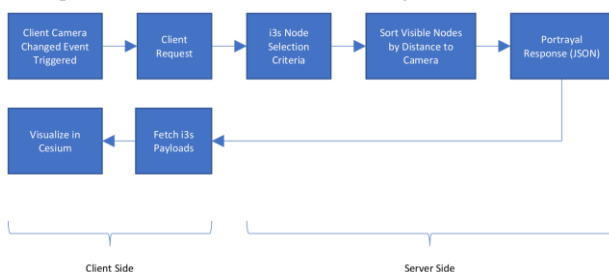 Client Camera
Changed Event
Triggered
Client
Request
i3s Node
Selection
Criteria
Sort Visible Nodes
by Distance to
Camera
Portrayal
Response (JSON)
Visualize in
Cesium
Fetch i3s
Payloads
Client Side
Server Side